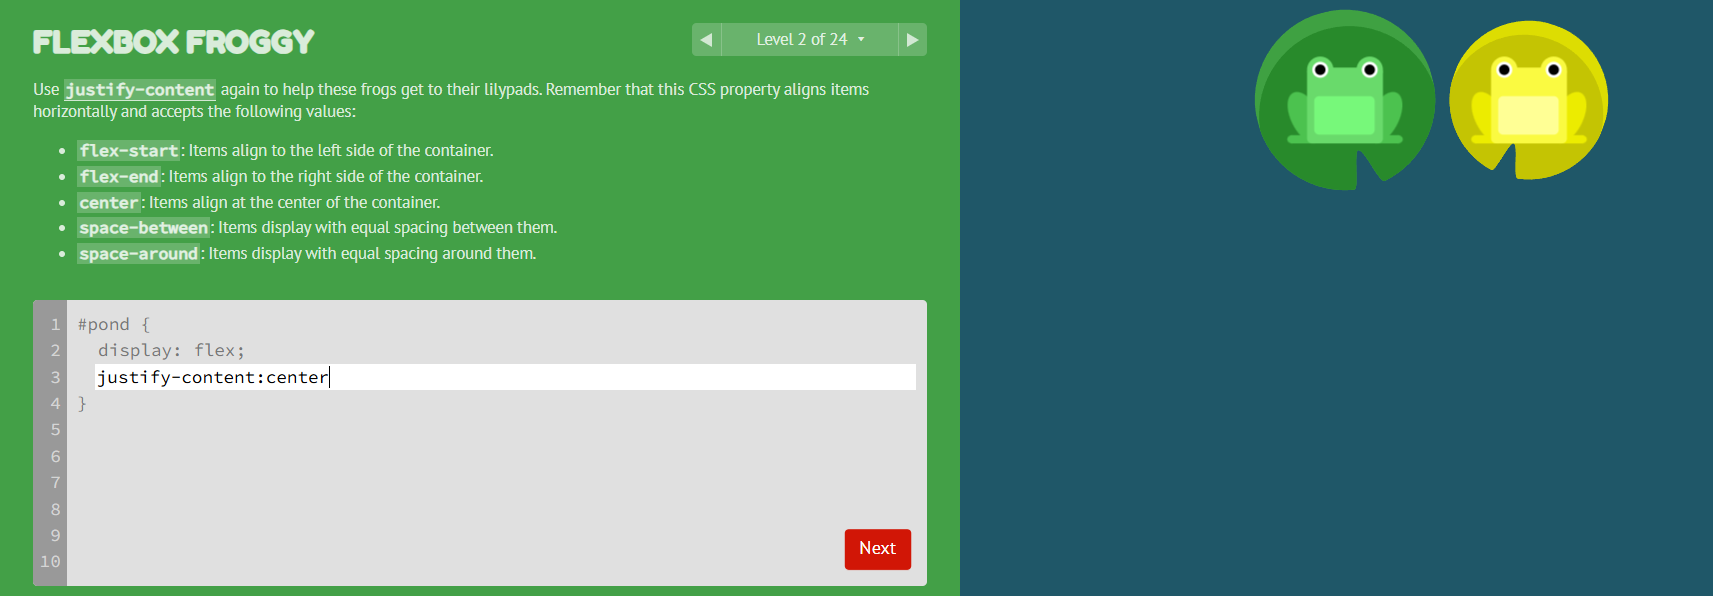 FLEXBOX FROGGY
◀ Level 2 of 24 ▾ ▶
Use justify-content again to help these frogs get to their lilypads. Remember that this CSS property aligns items
horizontally and accepts the following values:
• flex-start: Items align to the left side of the container.
• flex-end: Items align to the right side of the container.
• center: Items align at the center of the container.
• space-between: Items display with equal spacing between them.
• space-around: Items display with equal spacing around them.
1 #pond {
2 display: flex;
3 justify-content:center
4 }
5
6
7
8
9
10
Next